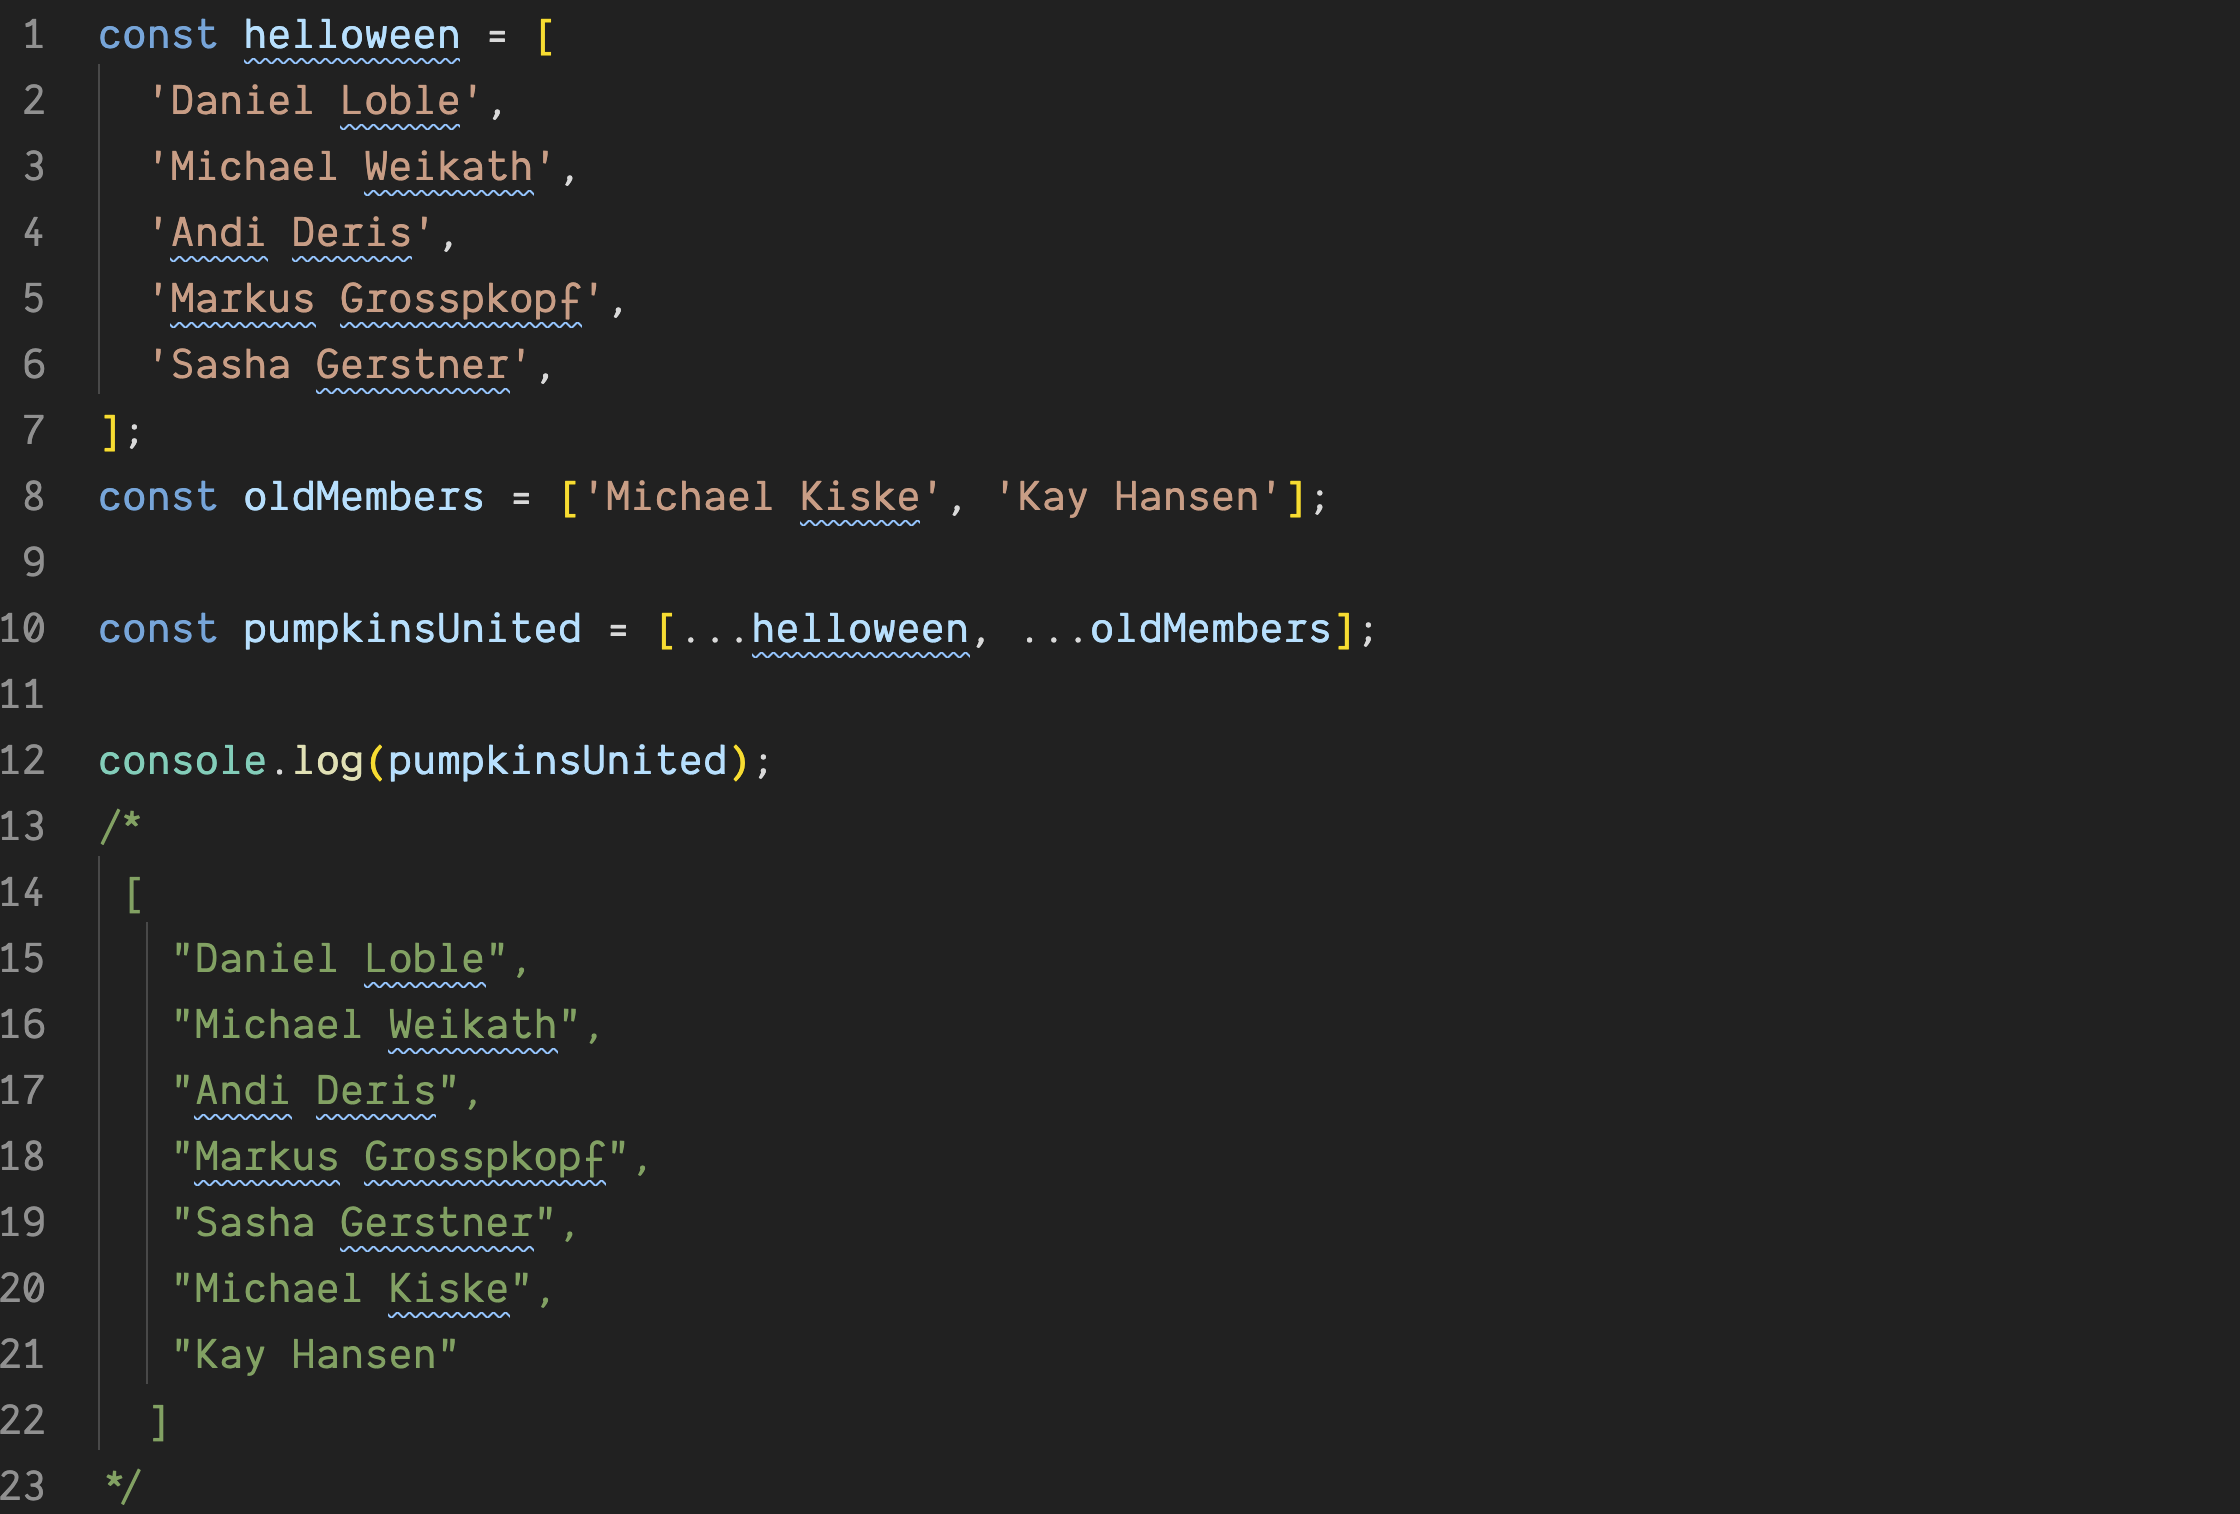 1 const helloween = [
2 'Daniel Loble',
3 'Michael Weikath',
4 'Andi Deris',
5 'Markus Grosspkopf',
6 'Sasha Gerstner',
7 ];
8 const oldMembers = ['Michael Kiske', 'Kay Hansen'];
9
10 const pumpkinsUnited = [...helloween, ...oldMembers];
11
12 console.log(pumpkinsUnited);
13 /*
14 [
15 "Daniel Loble",
16 "Michael Weikath",
17 "Andi Deris",
18 "Markus Grosspkopf",
19 "Sasha Gerstner",
20 "Michael Kiske",
21 "Kay Hansen"
22 ]
23 */